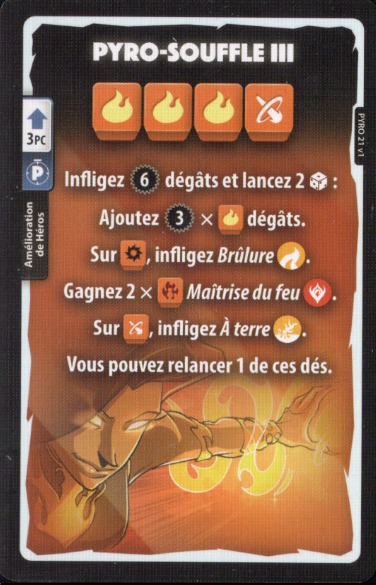 PYRO-SOUFFLE III
3PC
P
Amélioration
de Héros
PYRO 21 v1
Infligez 6 dégâts et lancez 2 :
Ajoutez 3 × dégâts.
Sur , infligez Brûlure .
Gagnez 2 × Maîtrise du feu .
Sur , infligez À terre .
Vous pouvez relancer 1 de ces dés.